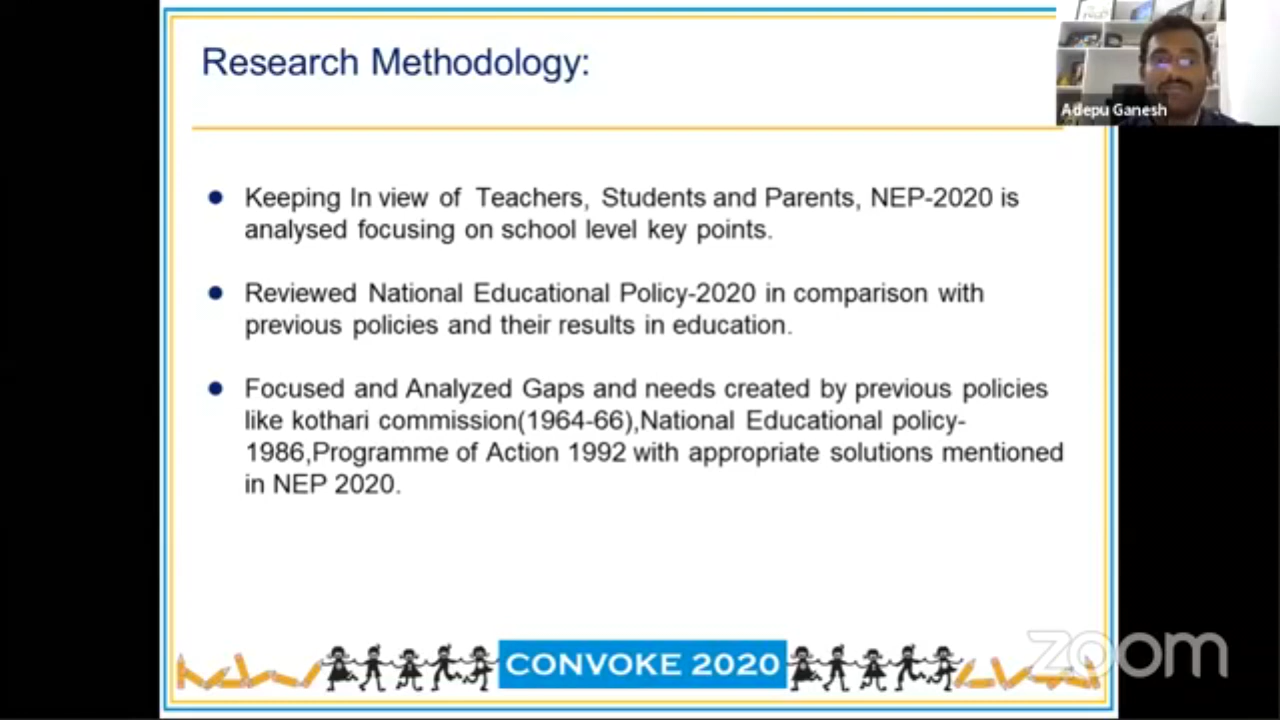 Research Methodology:
Adepu Ganesh
Keeping In view of Teachers, Students and Parents, NEP-2020 is
analysed focusing on school level key points.
Reviewed National Educational Policy-2020 in comparison with
previous policies and their results in education.
Focused and Analyzed Gaps and needs created by previous policies
like kothari commission(1964-66),National Educational policy-
1986,Programme of Action 1992 with appropriate solutions mentioned
in NEP 2020.
CONVOKE 2020
zoom